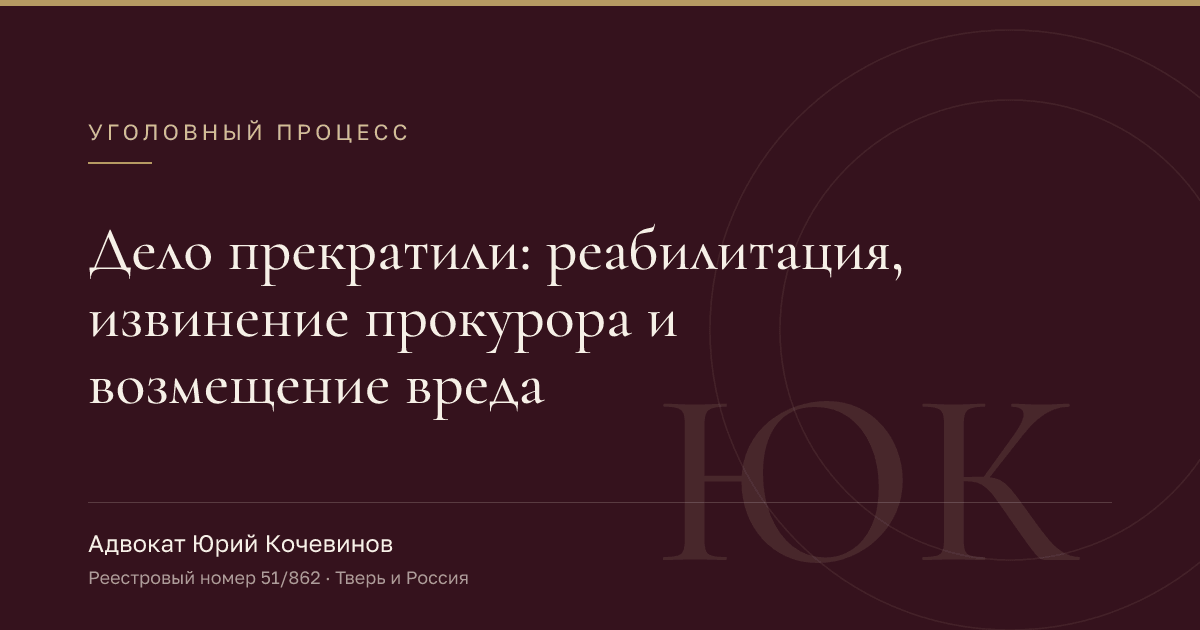 УГОЛОВНЫЙ ПРОЦЕСС
Дело прекратили: реабилитация,
извинение прокурора и
возмещение вреда
ЮК
Адвокат Юрий Кочевинов
Реестровый номер 51/862 · Тверь и Россия